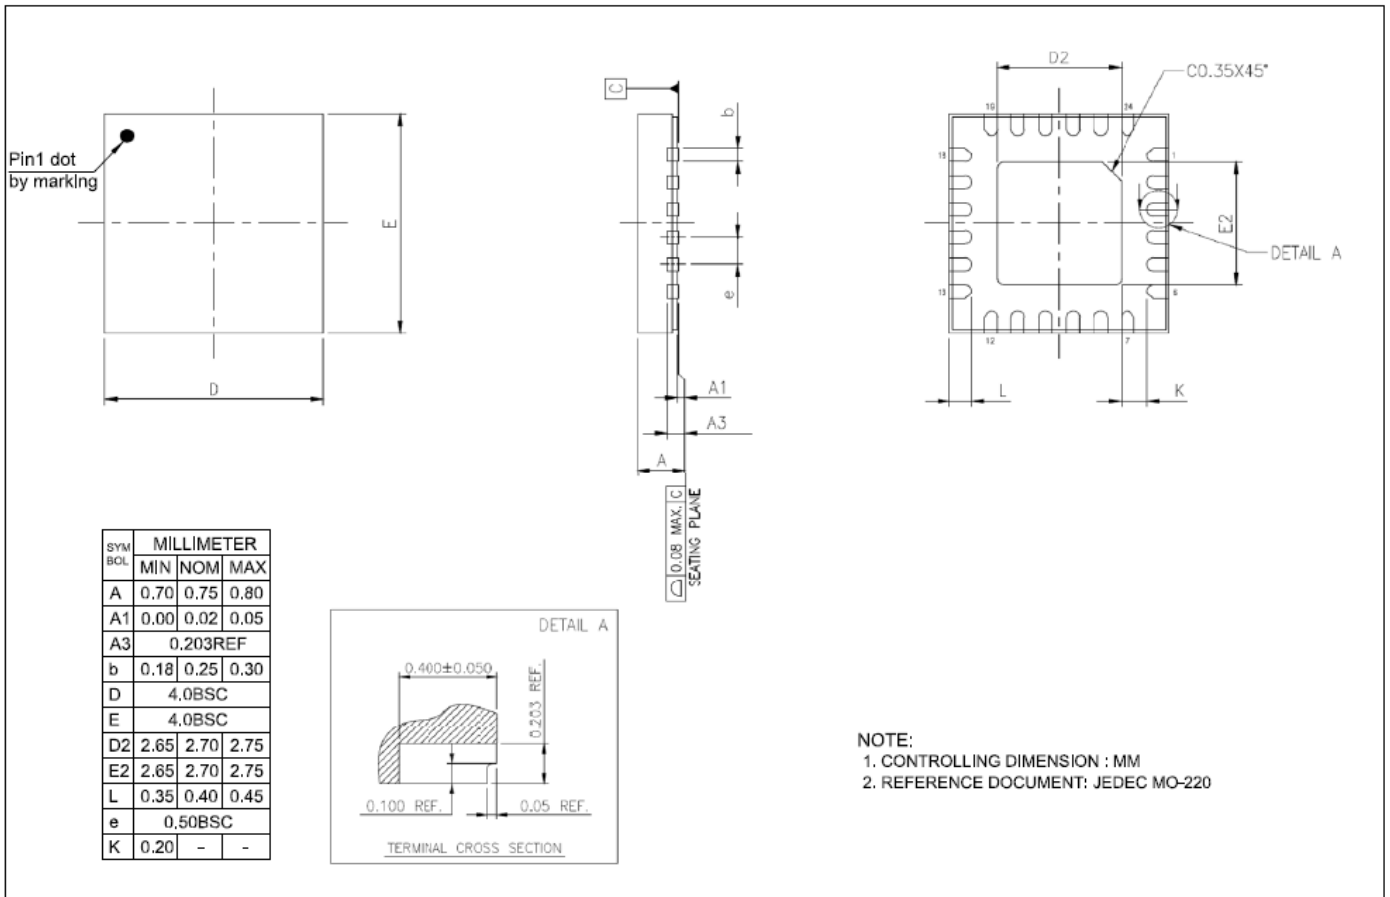 Pin1 dot
by marking
D
E
C
b
e
A1
A3
A
0.08 MAX. C
SEATING PLANE
D2
C0.35X45°
19
24
18
1
E2
DETAIL A
13
6
12
7
L
K
SYM
BOL
MILLIMETER
MIN NOM MAX
A 0.70 0.75 0.80
A1 0.00 0.02 0.05
A3 0.203REF
b 0.18 0.25 0.30
D 4.0BSC
E 4.0BSC
D2 2.65 2.70 2.75
E2 2.65 2.70 2.75
L 0.35 0.40 0.45
e 0.50BSC
K 0.20 - -
DETAIL A
0.400±0.050
0.203 REF.
0.100 REF.
0.05 REF.
TERMINAL CROSS SECTION
NOTE:
1. CONTROLLING DIMENSION : MM
2. REFERENCE DOCUMENT: JEDEC MO-220